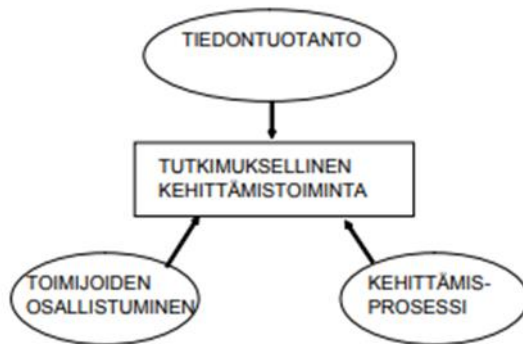 TIEDONTUOTANTO
TUTKIMUKSELLINEN
KEHITTÄMISTOIMINTA
TOIMIJOIDEN
OSALLISTUMINEN
KEHITTÄMIS-
PROSESSI